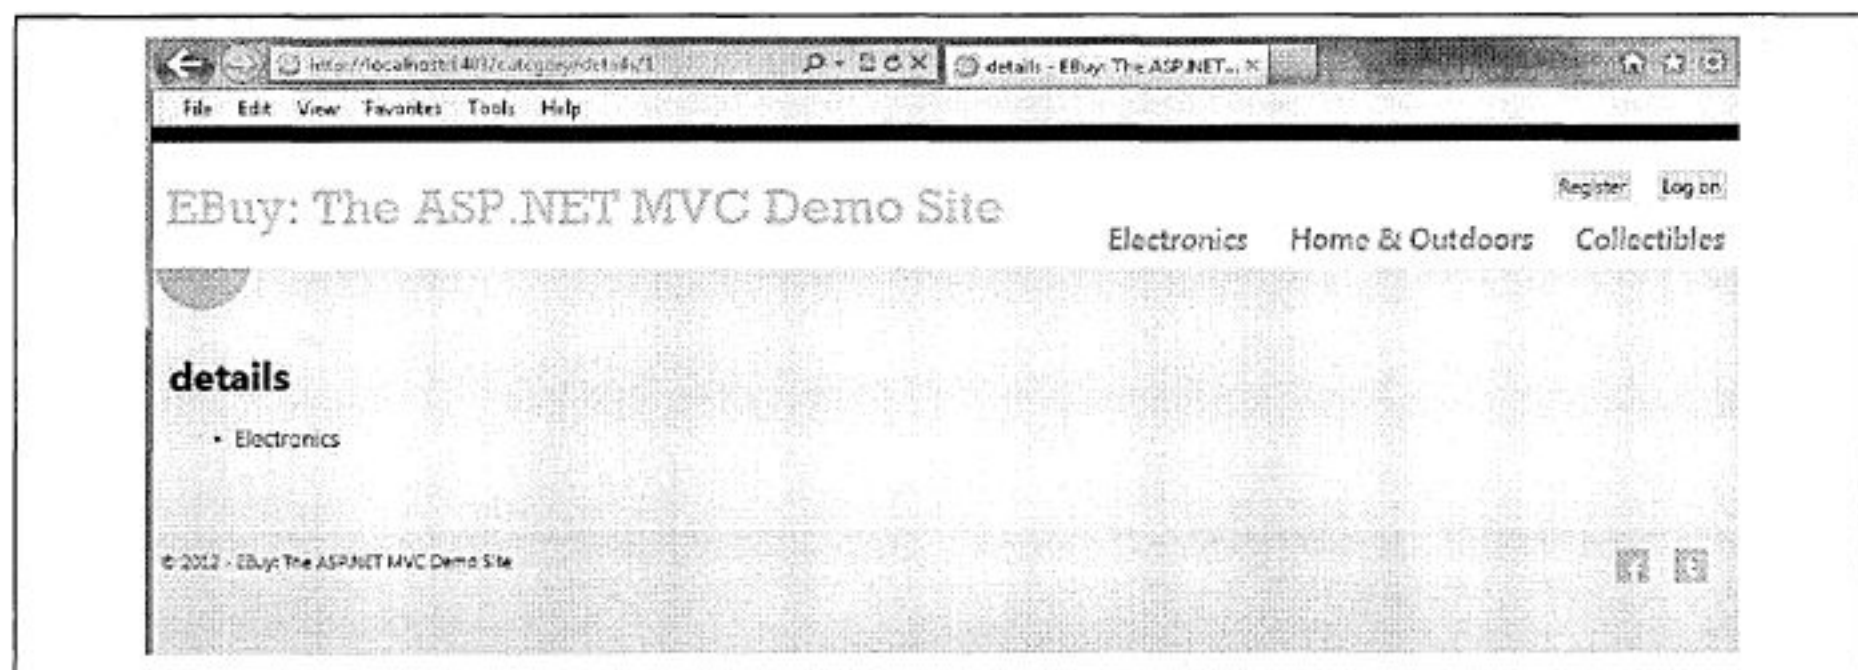 details - EBuy: The ASP.NET... ×
File Edit View Favorites Tools Help
Register Log on
EBuy: The ASP.NET MVC Demo Site
Electronics Home & Outdoors Collectibles
details
• Electronics
© 2012 - EBuy: The ASP.NET MVC Demo Site